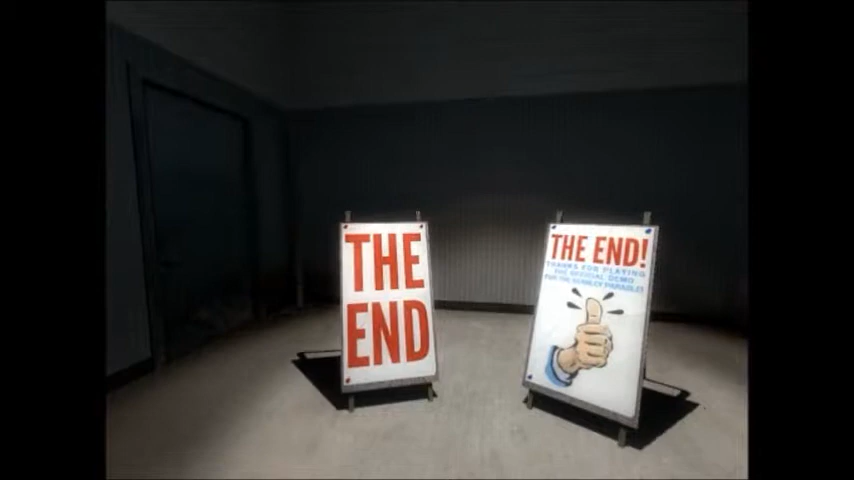 THE
END
THE END!
THANKS FOR PLAYING
THE OFFICIAL DEMO
FOR THE STANLEY PARABLE!